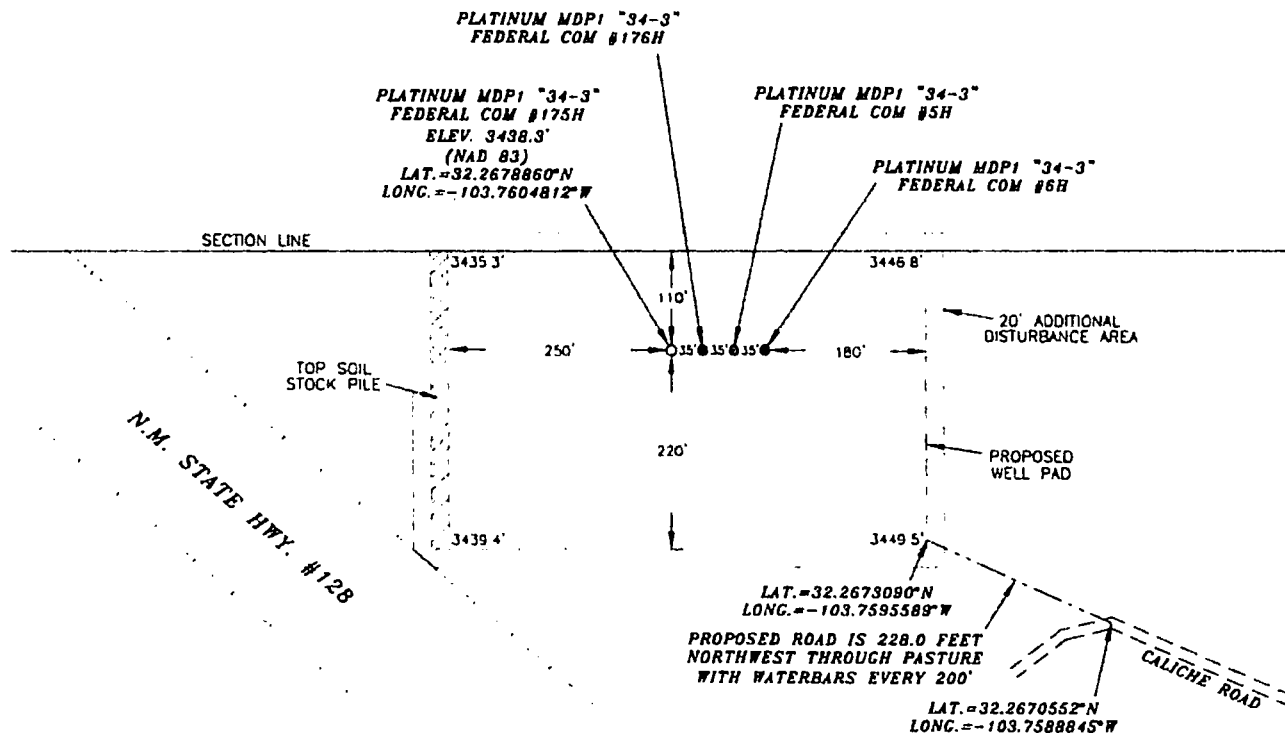 PLATINUM MDP1 "34-3"
FEDERAL COM #176H
PLATINUM MDP1 "34-3"
FEDERAL COM #175H
ELEV. 3438.3'
(NAD 83)
LAT.=32.2678860°N
LONG.=-103.7604812°W
PLATINUM MDP1 "34-3"
FEDERAL COM #5H
PLATINUM MDP1 "34-3"
FEDERAL COM #6H
SECTION LINE
3435.3'
3446.8'
110'
20' ADDITIONAL
DISTURBANCE AREA
250'
35'
35'
35'
180'
TOP SOIL
STOCK PILE
N.M. STATE HWY. #128
220'
PROPOSED
WELL PAD
3439.4'
3449.5'
LAT.=32.2673090°N
LONG.=-103.7595589°W
PROPOSED ROAD IS 228.0 FEET
NORTHWEST THROUGH PASTURE
WITH WATERBARS EVERY 200'
CALICHE ROAD
LAT.=32.2670552°N
LONG.=-103.7588845°W